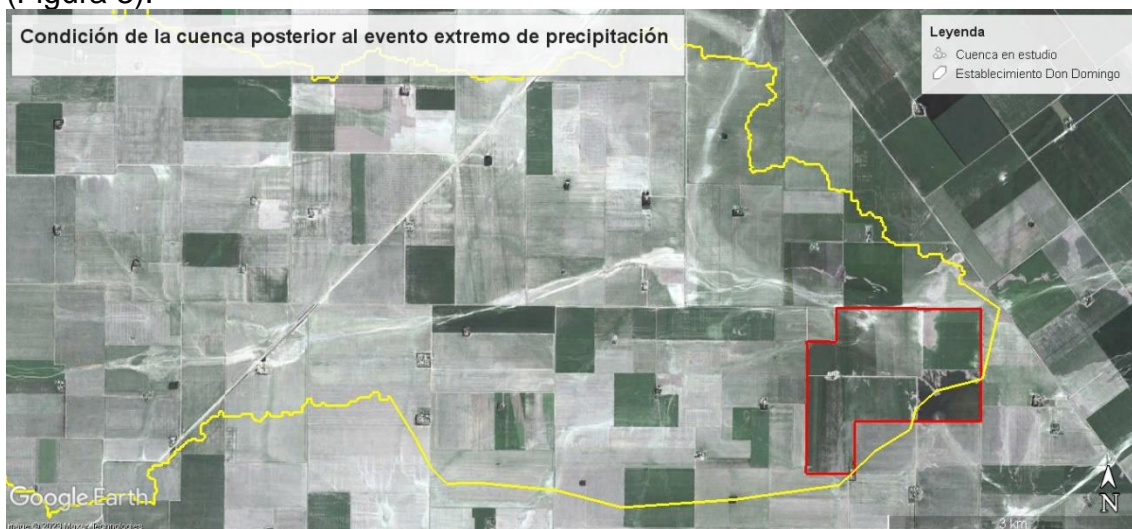 (Figura 8).
Condición de la cuenca posterior al evento extremo de precipitación
Leyenda
Cuenca en estudio
Establecimiento Don Domingo
Google Earth
N
3 km